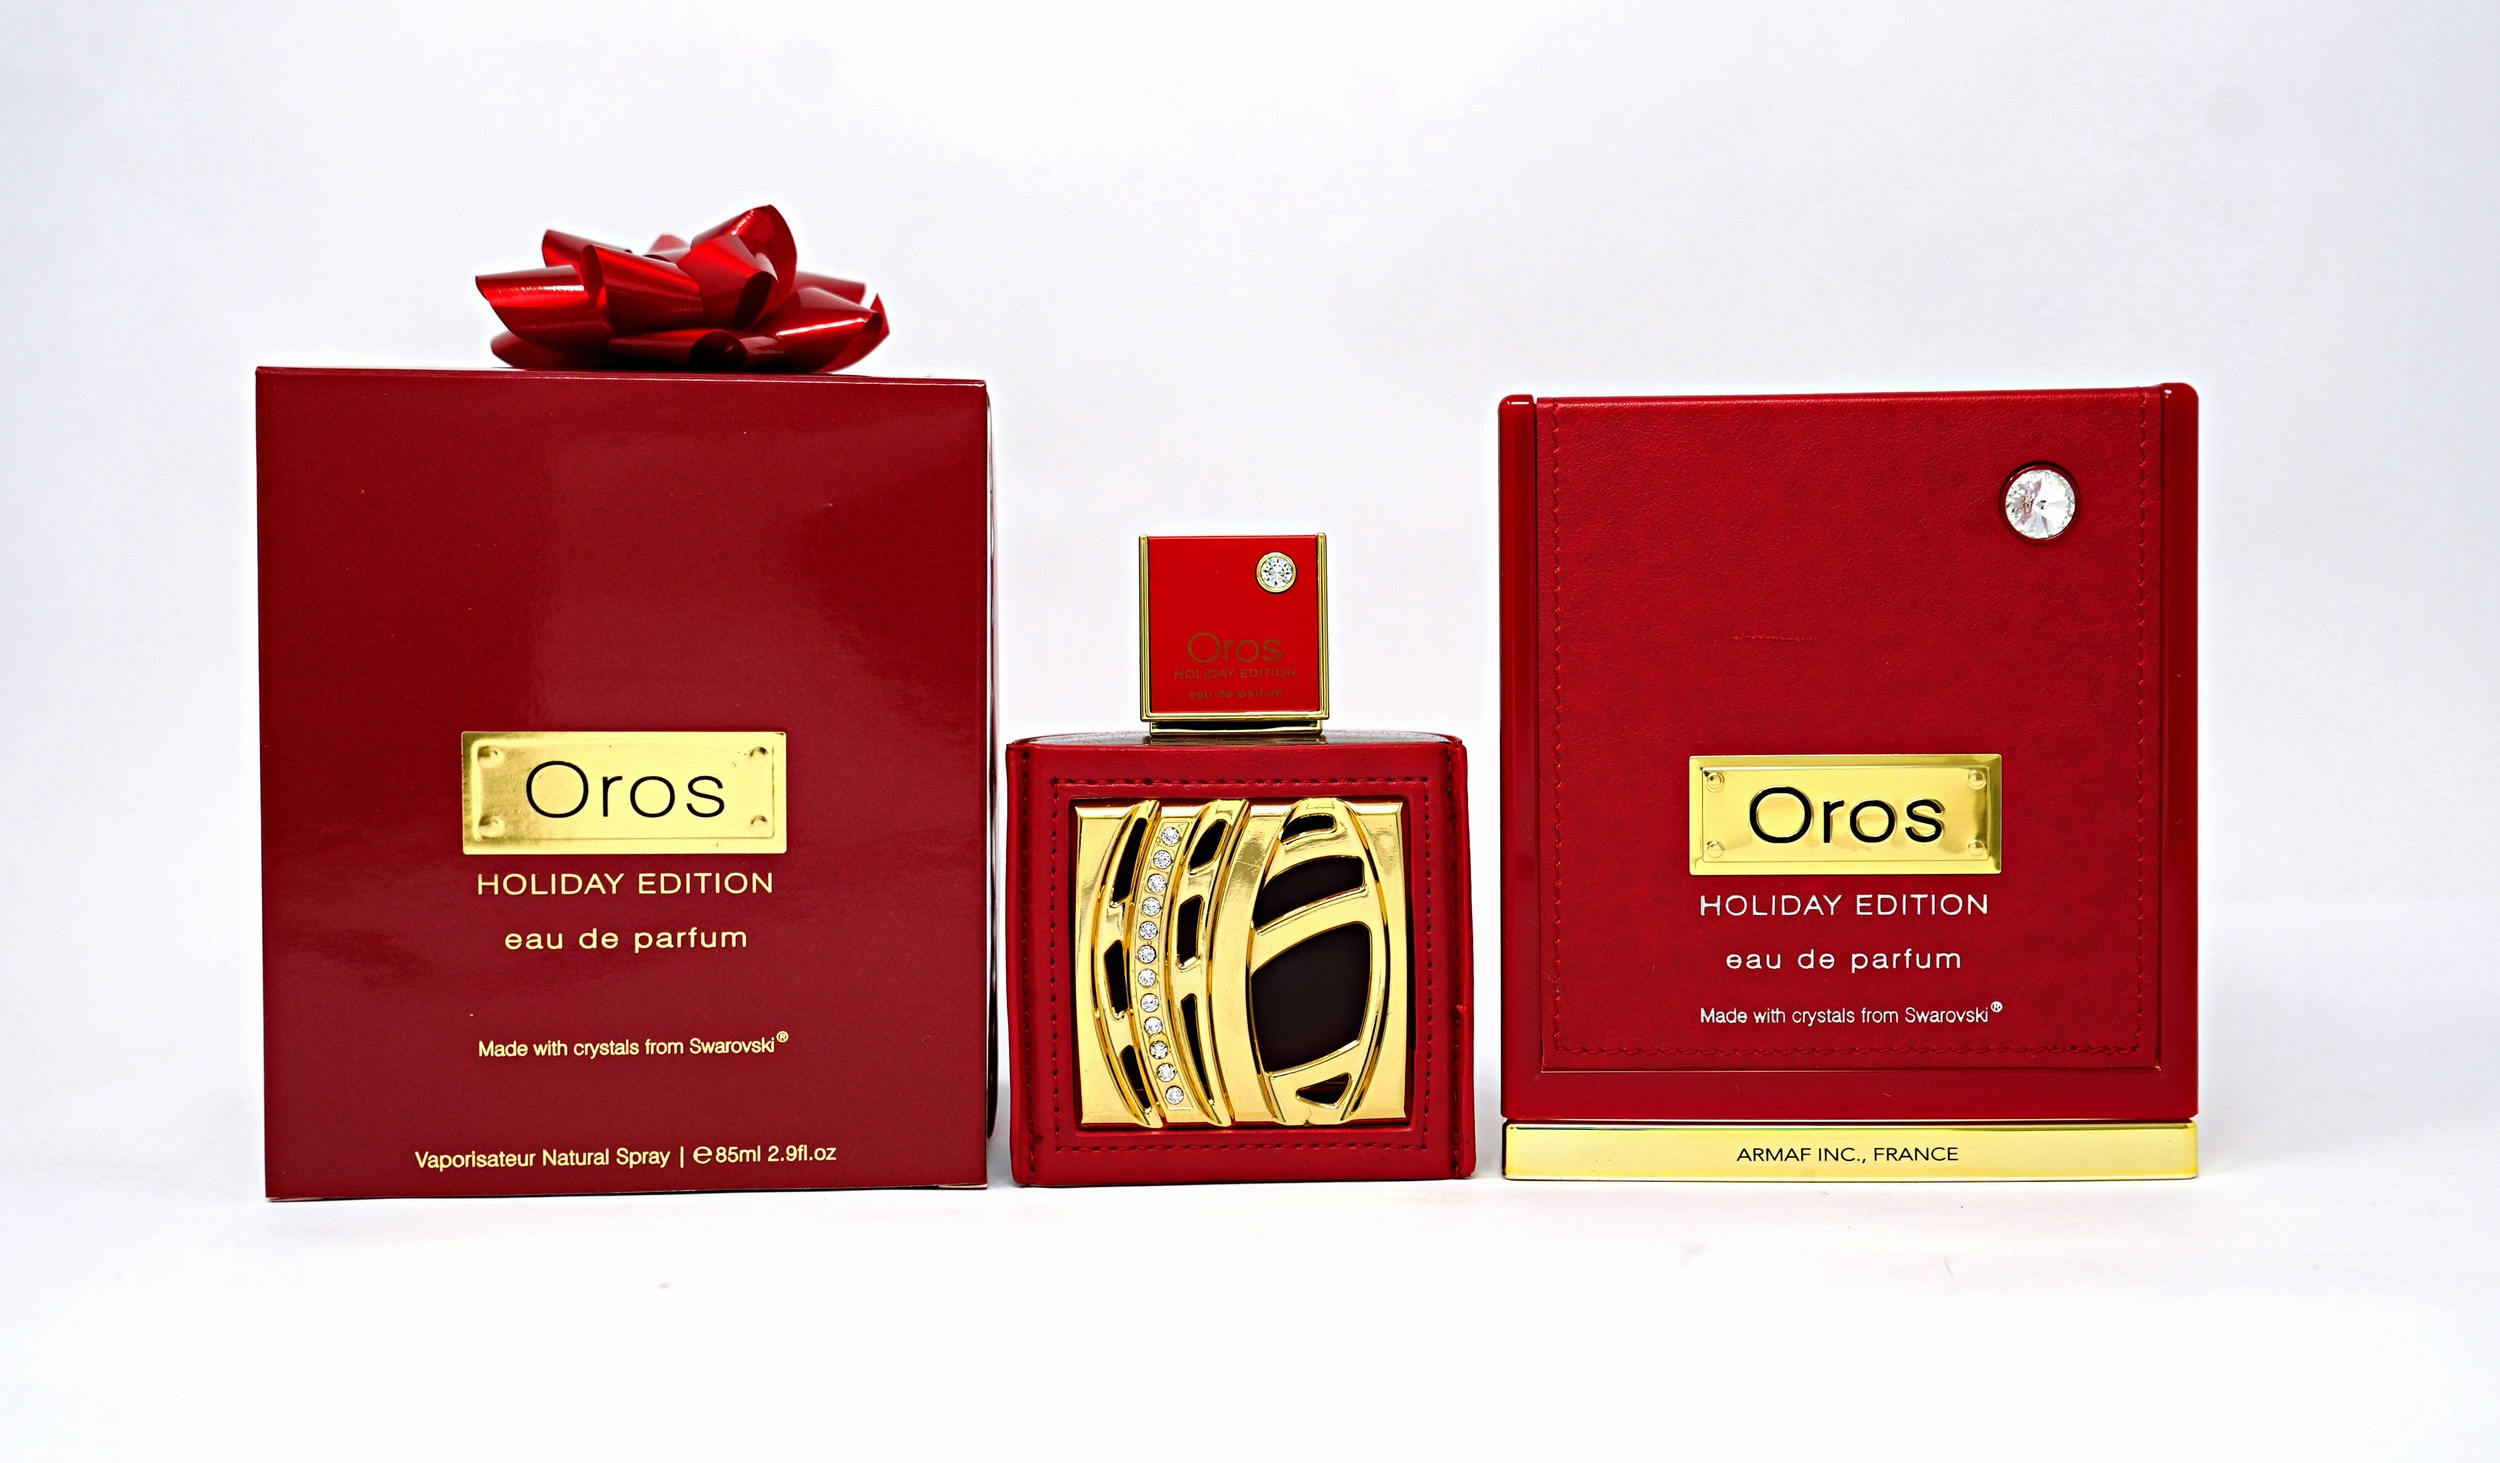 Oros
HOLIDAY EDITION
eau de parfum
Made with crystals from Swarovski®
Vaporisateur Natural Spray | ℮85ml 2.9fl.oz
Oros
HOLIDAY EDITION
eau de parfum
Oros
HOLIDAY EDITION
eau de parfum
Made with crystals from Swarovski®
ARMAF INC., FRANCE